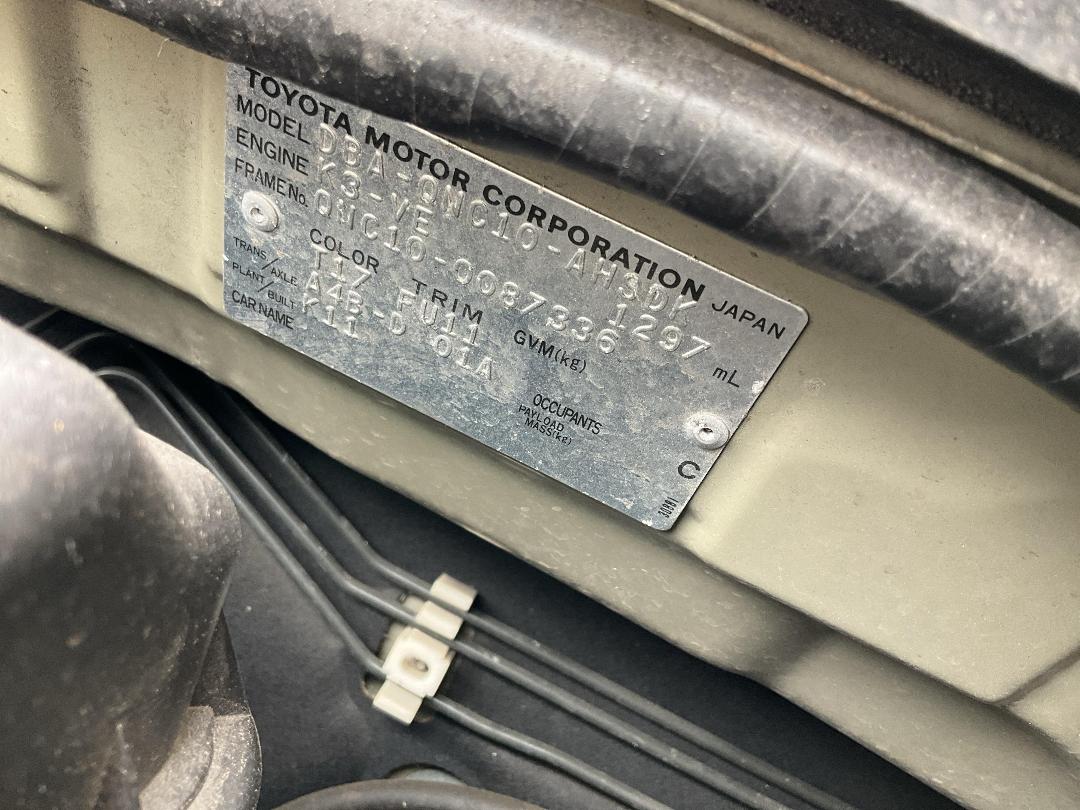 TOYOTA MOTOR CORPORATION JAPAN
MODEL DBA-QNC10-AHSDK
ENGINE K3-VE 1297 mL
FRAME No. QNC10-0087336
COLOR TRIM GVM(kg)
T17 FU11
TRANS/AXLE A4B-D 01A
PLANT/BUILT K11
OCCUPANTS
PAYLOAD
MASS(kg)
CAR NAME
C